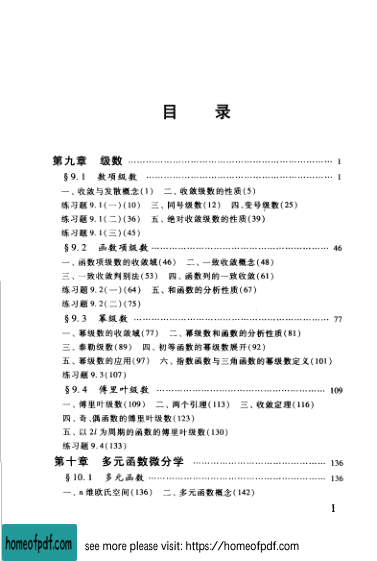 目 录
第九章 级数 …………………………………………………… 1
§9.1 数项级数 …………………………………………………… 1
一、收敛与发散概念(1) 二、收敛级数的性质(5)
练习题9.1(一)(10) 三、同号级数(12) 四、变号级数(25)
练习题9.1(二)(36) 五、绝对收敛级数的性质(39)
练习题9.1(三)(45)
§9.2 函数项级数 …………………………………………………… 46
一、函数项级数的收敛域(46) 二、一致收敛概念(48)
三、一致收敛判别法(53) 四、函数列的一致收敛(61)
练习题9.2(一)(64) 五、和函数的分析性质(67)
练习题9.2(二)(75)
§9.3 幂级数 …………………………………………………… 77
一、幂级数的收敛域(77) 二、幂级数和函数的分析性质(81)
三、泰勒级数(89) 四、初等函数的幂级数展开(92)
五、幂级数的应用(97) 六、指数函数与三角函数的幂级数定义(101)
练习题9.3(107)
§9.4 傅里叶级数 …………………………………………………… 109
一、傅里叶级数(109) 二、两个引理(113) 三、收敛定理(116)
四、奇、偶函数的傅里叶级数(123)
五、以2l为周期的函数的傅里叶级数(130)
练习题9.4(133)
第十章 多元函数微分学 …………………………………… 136
§10.1 多元函数 …………………………………………………… 136
一、n维欧氏空间(136) 二、多元函数概念(142)
1
homeofpdf.com see more please visit: https://homeofpdf.com